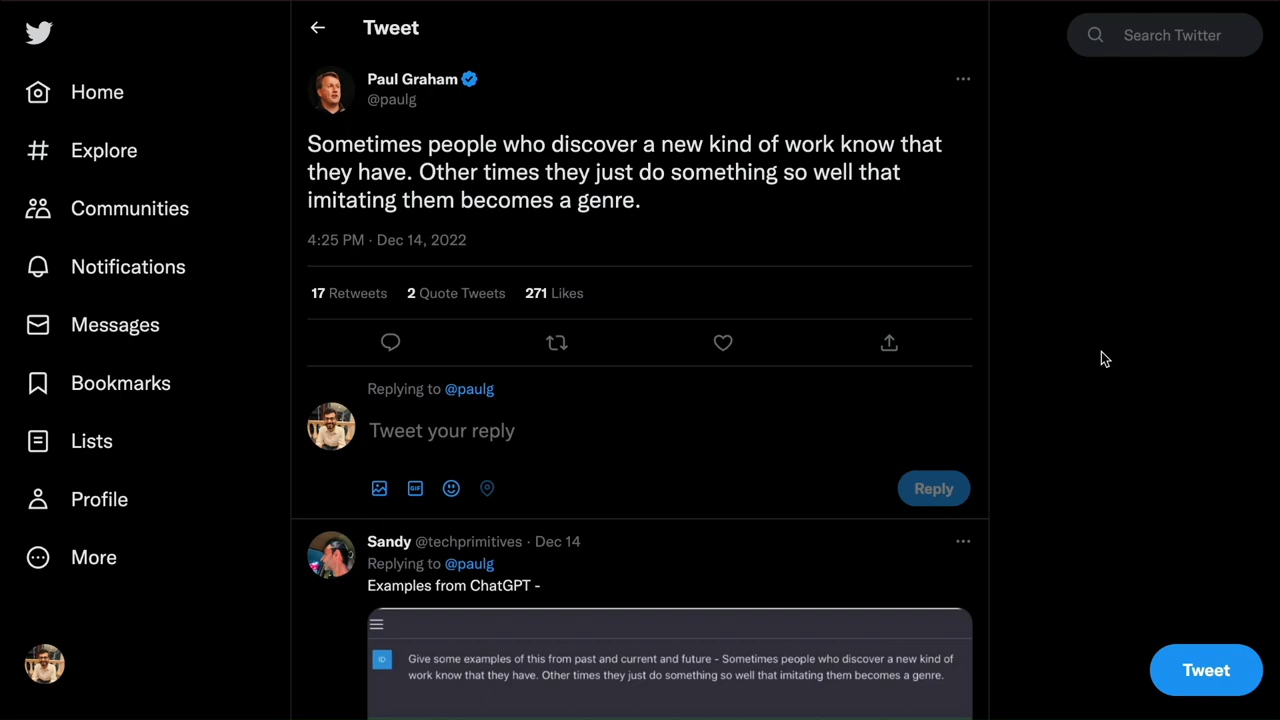 Tweet
Search Twitter
Home
Explore
Communities
Notifications
Messages
Bookmarks
Lists
Profile
More
Paul Graham
@paulg
Sometimes people who discover a new kind of work know that
they have. Other times they just do something so well that
imitating them becomes a genre.
4:25 PM · Dec 14, 2022
17 Retweets 2 Quote Tweets 271 Likes
Replying to @paulg
Tweet your reply
GIF
Reply
Sandy @techprimitives · Dec 14
Replying to @paulg
Examples from ChatGPT -
ID
Give some examples of this from past and current and future - Sometimes people who discover a new kind of
work know that they have. Other times they just do something so well that imitating them becomes a genre.
Tweet